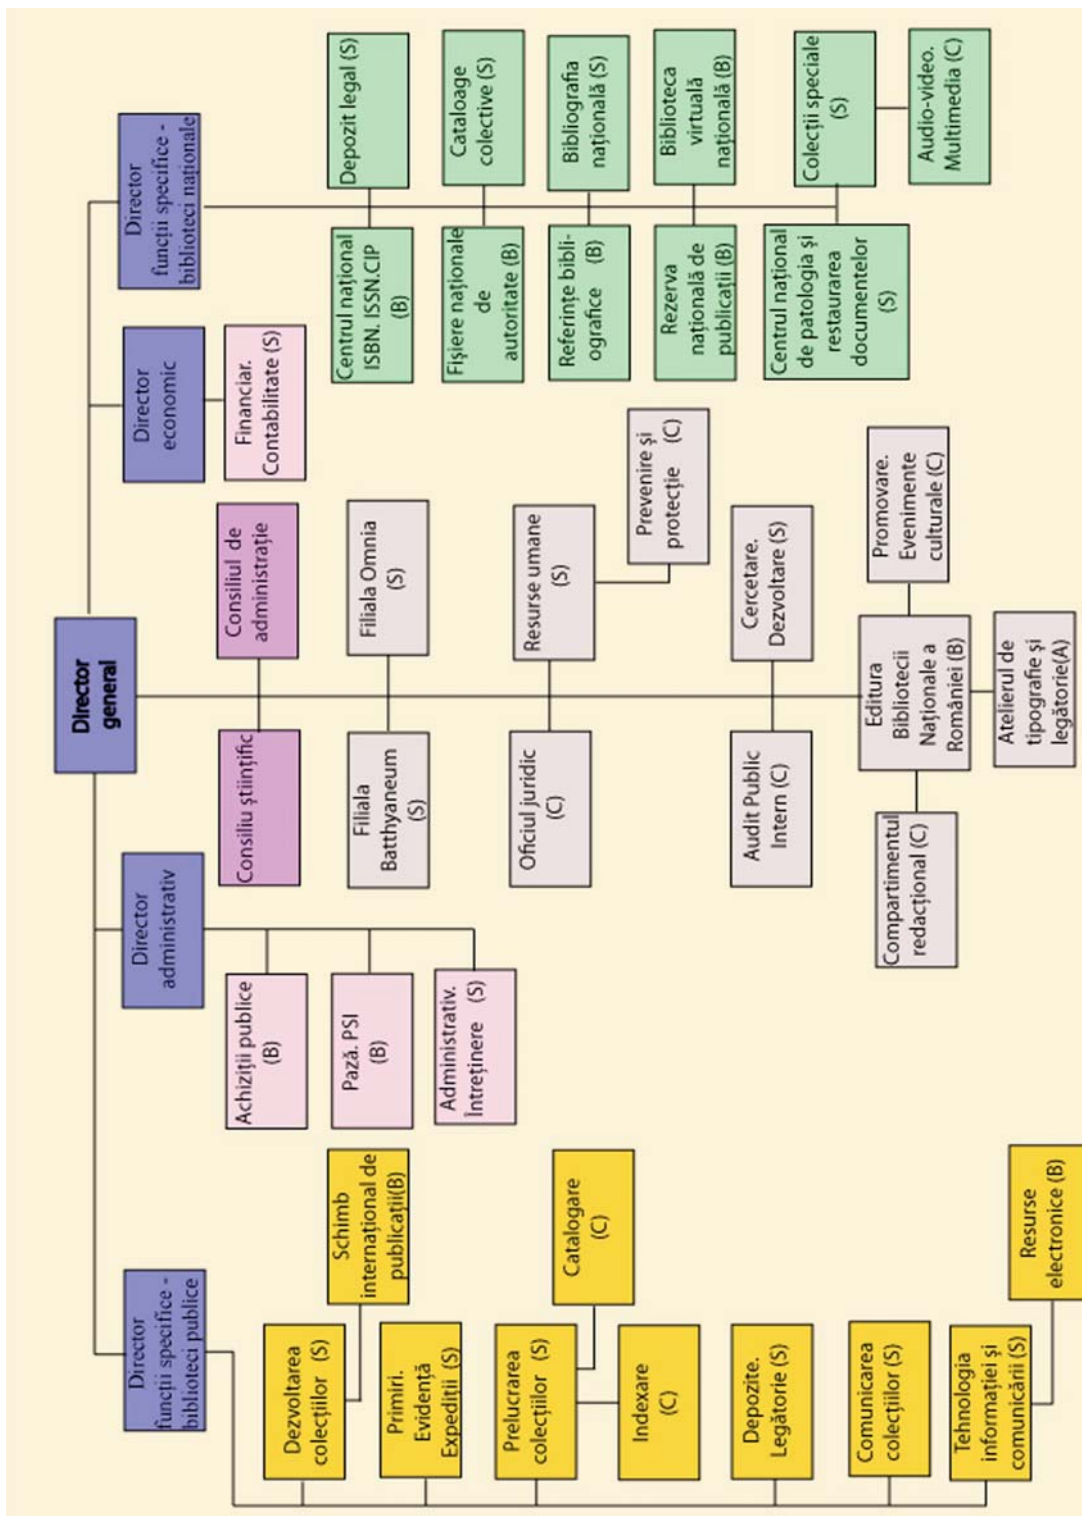 Director
general
Director
funcții specifice -
biblioteci publice
Director
administrativ
Director
economic
Director
funcții specifice -
biblioteci naționale
Dezvoltarea
colecțiilor (S)
Schimb
internațional de
publicații(B)
Primiri.
Evidență
Expediții (S)
Prelucrarea
colecțiilor (S)
Catalogare
(C)
Indexare
(C)
Depozite.
Legătorie (S)
Comunicarea
colecțiilor (S)
Tehnologia
informației și
comunicării (S)
Resurse
electronice (B)
Achiziții publice
(B)
Pază. PSI
(B)
Administrativ.
Întreținere (S)
Consiliu științific
Consiliul de
administrație
Filiala
Batthyaneum
(S)
Filiala Omnia
(S)
Oficiul juridic
(C)
Resurse umane
(S)
Prevenire și
protecție (C)
Audit Public
Intern (C)
Cercetare.
Dezvoltare (S)
Editura
Bibliotecii
Naționale a
României (B)
Compartimentul
redacțional (C)
Promovare.
Evenimente
culturale (C)
Atelierul de
tipografie și
legătorie(A)
Financiar.
Contabilitate (S)
Centrul național
ISBN. ISSN.CIP
(B)
Depozit legal (S)
Fișiere naționale
de
autoritate (B)
Cataloage
colective (S)
Referințe bibli-
ografice (B)
Bibliografia
națională (S)
Rezerva
națională de
publicații (B)
Biblioteca
virtuală
națională (B)
Centrul național
de patologia și
restaurarea
documentelor
(S)
Colecții speciale
(S)
Audio-video.
Multimedia (C)